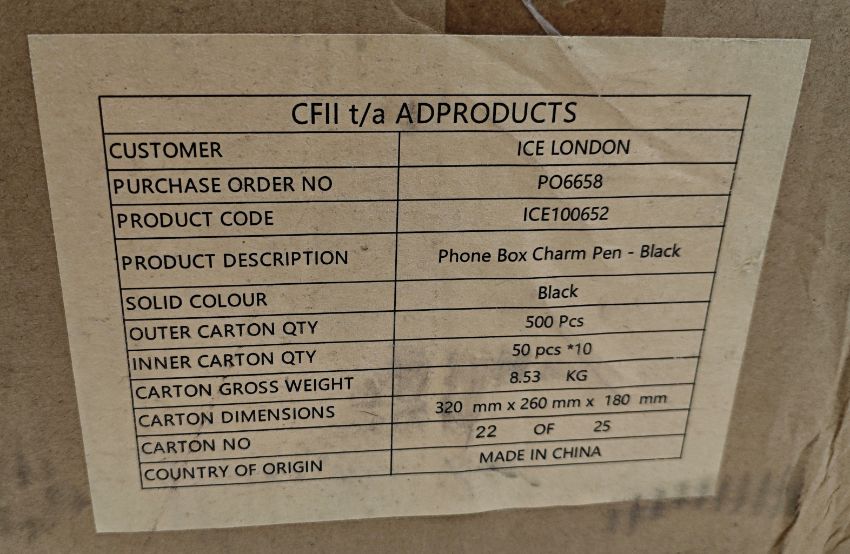 CFII t/a ADPRODUCTS
CUSTOMER ICE LONDON
PURCHASE ORDER NO PO6658
PRODUCT CODE ICE100652
PRODUCT DESCRIPTION Phone Box Charm Pen - Black
SOLID COLOUR Black
OUTER CARTON QTY 500 Pcs
INNER CARTON QTY 50 pcs *10
CARTON GROSS WEIGHT 8.53 KG
CARTON DIMENSIONS 320 mm x 260 mm x 180 mm
CARTON NO 22 OF 25
COUNTRY OF ORIGIN MADE IN CHINA